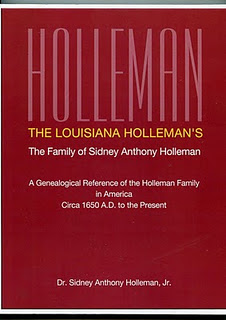 HOLLEMAN
THE LOUISIANA HOLLEMAN'S
The Family of Sidney Anthony Holleman
A Genealogical Reference of the Holleman Family
in America
Circa 1650 A.D. to the Present
Dr. Sidney Anthony Holleman, Jr.